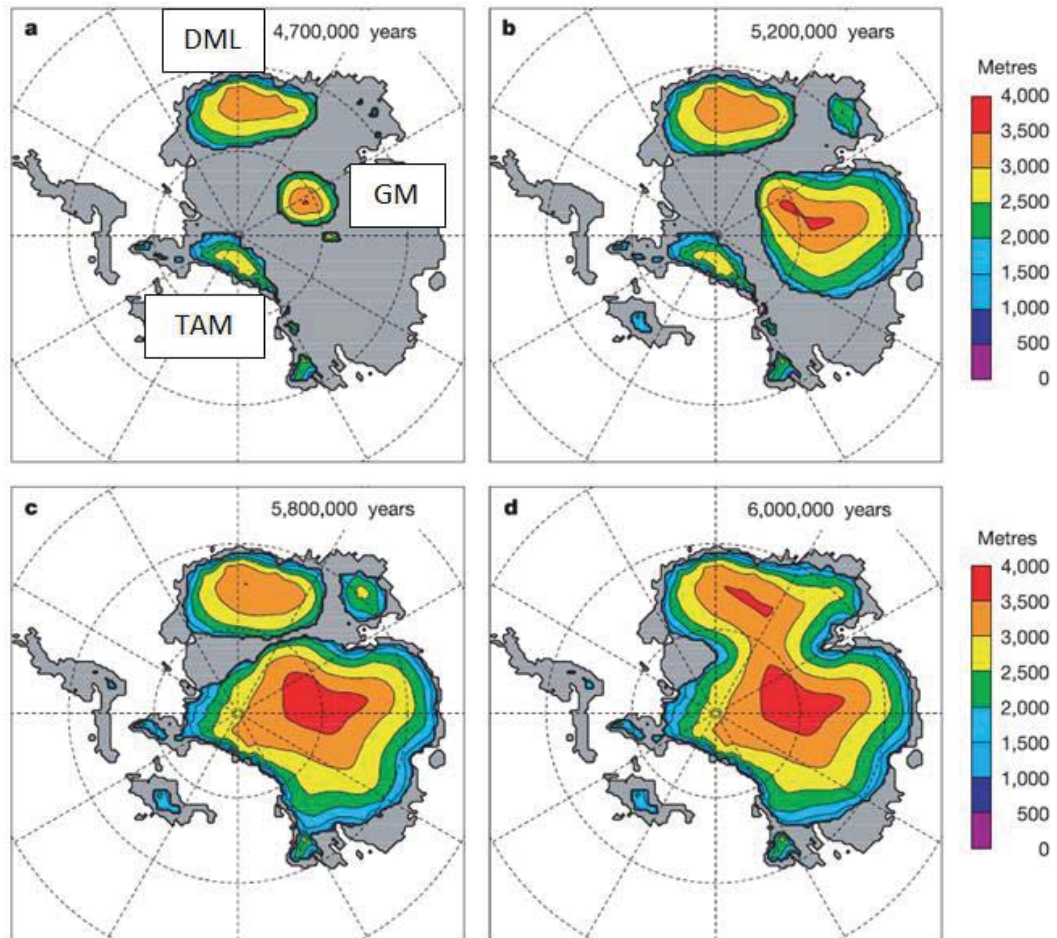 a
DML
4,700,000 years
GM
TAM
b
5,200,000 years
Metres
4,000
3,500
3,000
2,500
2,000
1,500
1,000
500
0
c
5,800,000 years
d
6,000,000 years
Metres
4,000
3,500
3,000
2,500
2,000
1,500
1,000
500
0